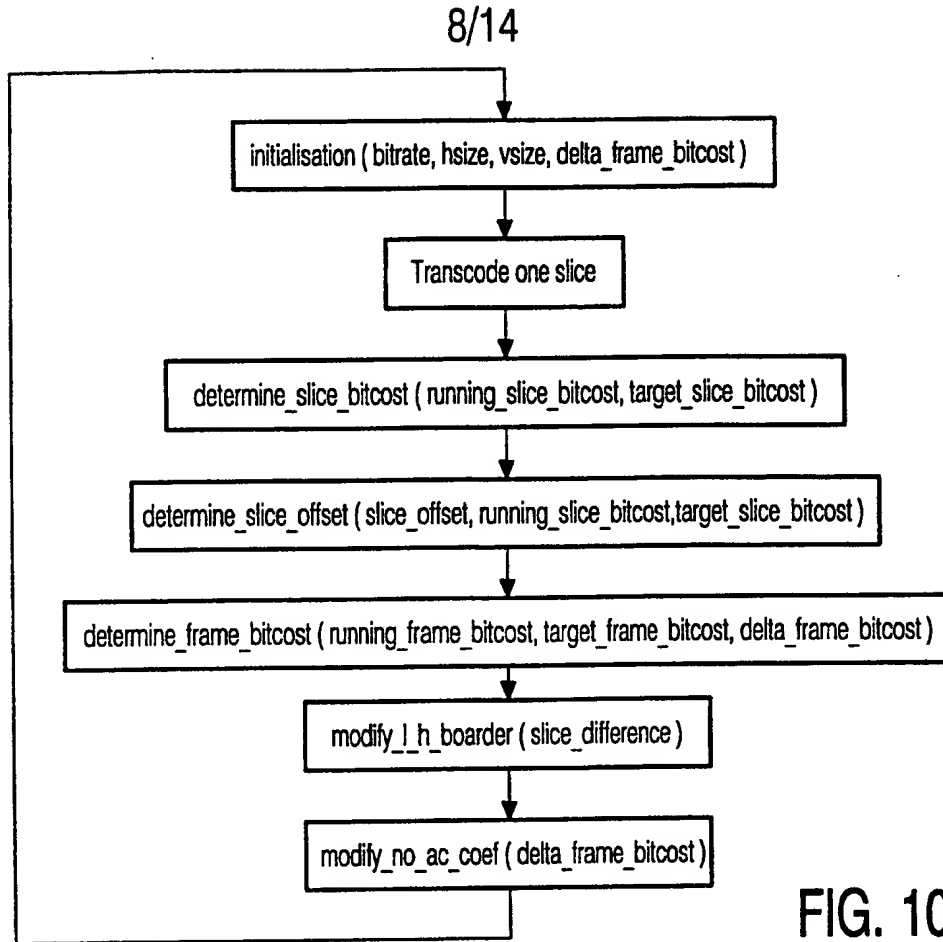 8/14
initialisation ( bitrate, hsize, vsize, delta_frame_bitcost )
Transcode one slice
determine_slice_bitcost ( running_slice_bitcost, target_slice_bitcost )
determine_slice_offset ( slice_offset, running_slice_bitcost,target_slice_bitcost )
determine_frame_bitcost ( running_frame_bitcost, target_frame_bitcost, delta_frame_bitcost )
modify_l_h_boarder ( slice_difference )
modify_no_ac_coef ( delta_frame_bitcost )
FIG. 10